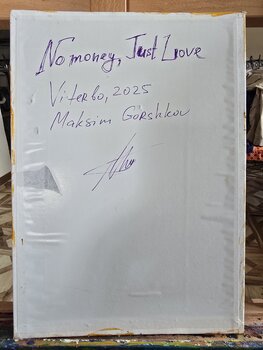 No money, Just Love
Viterbo, 2025
Maksim Gorshkov